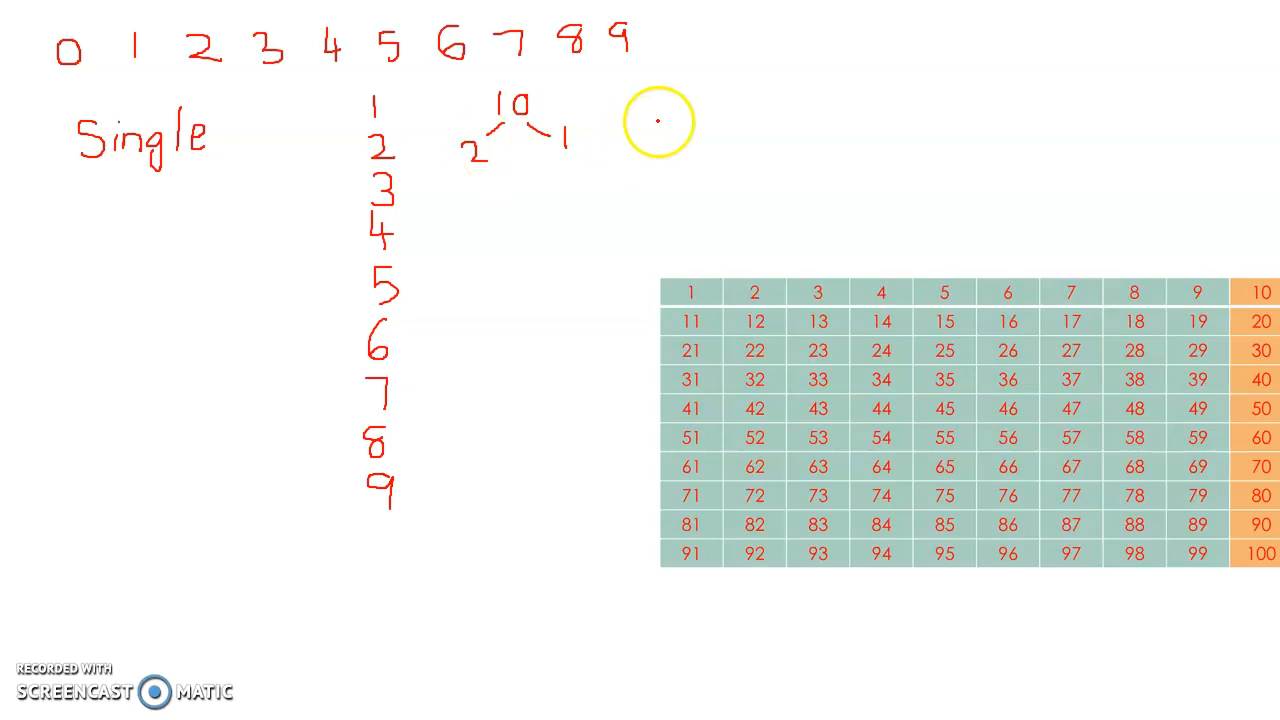 0 1 2 3 4 5 6 7 8 9
Single
1
2
3
4
5
6
7
8
9
10
2 1
1 2 3 4 5 6 7 8 9 10
11 12 13 14 15 16 17 18 19 20
21 22 23 24 25 26 27 28 29 30
31 32 33 34 35 36 37 38 39 40
41 42 43 44 45 46 47 48 49 50
51 52 53 54 55 56 57 58 59 60
61 62 63 64 65 66 67 68 69 70
71 72 73 74 75 76 77 78 79 80
81 82 83 84 85 86 87 88 89 90
91 92 93 94 95 96 97 98 99 100
RECORDED WITH
SCREENCAST MATIC